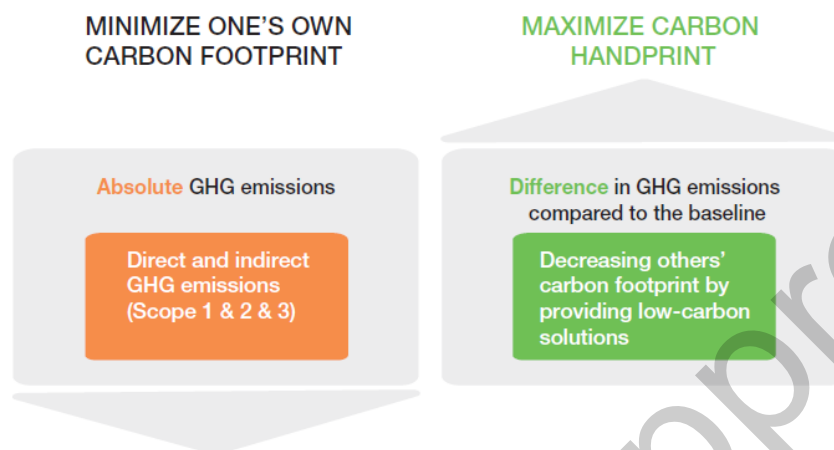 MINIMIZE ONE'S OWN
CARBON FOOTPRINT
Absolute GHG emissions
Direct and indirect
GHG emissions
(Scope 1 & 2 & 3)
MAXIMIZE CARBON
HANDPRINT
Difference in GHG emissions
compared to the baseline
Decreasing others'
carbon footprint by
providing low-carbon
solutions